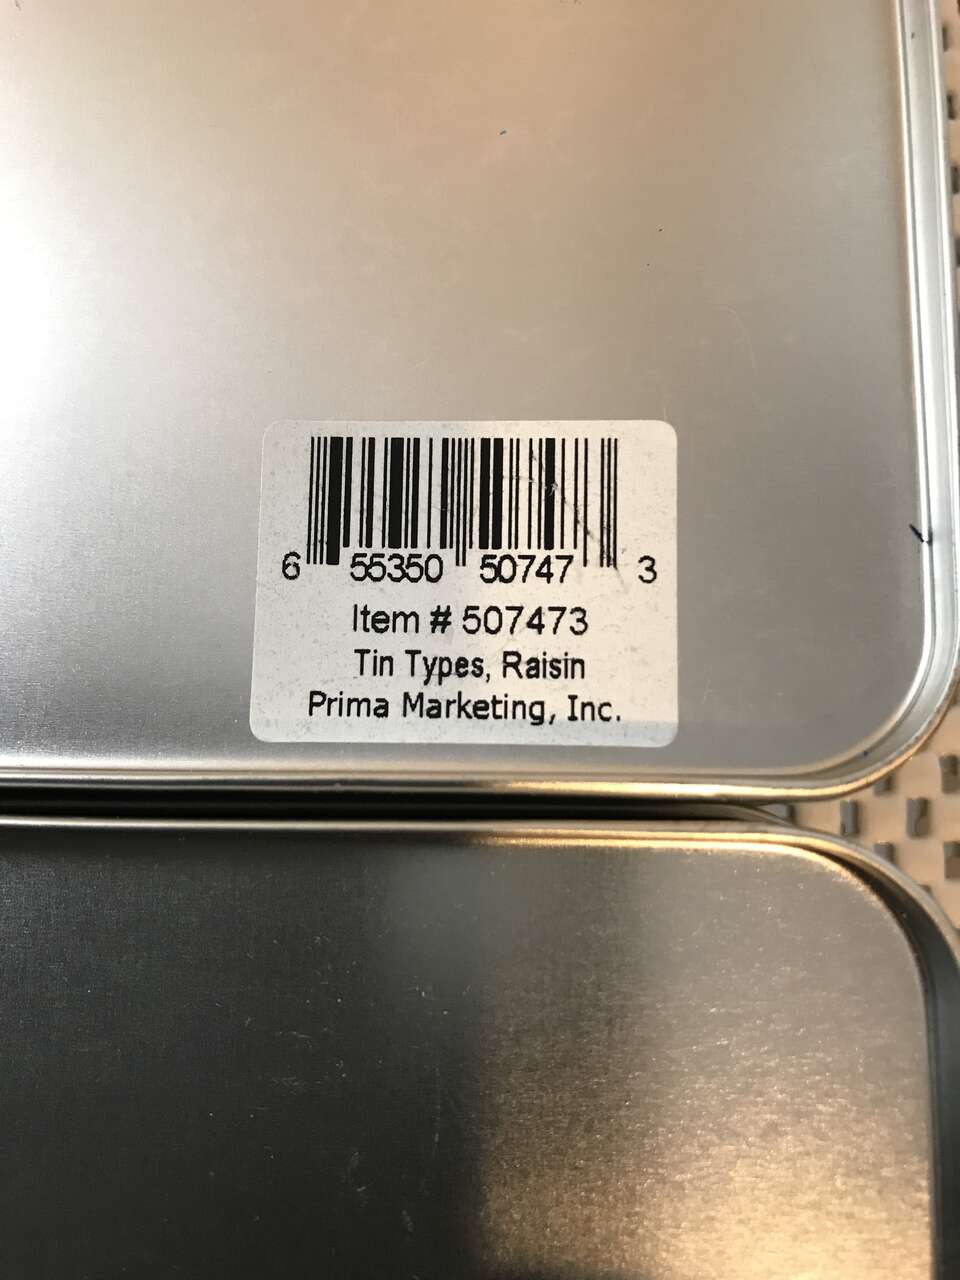 6 55350 50747 3
Item # 507473
Tin Types, Raisin
Prima Marketing, Inc.